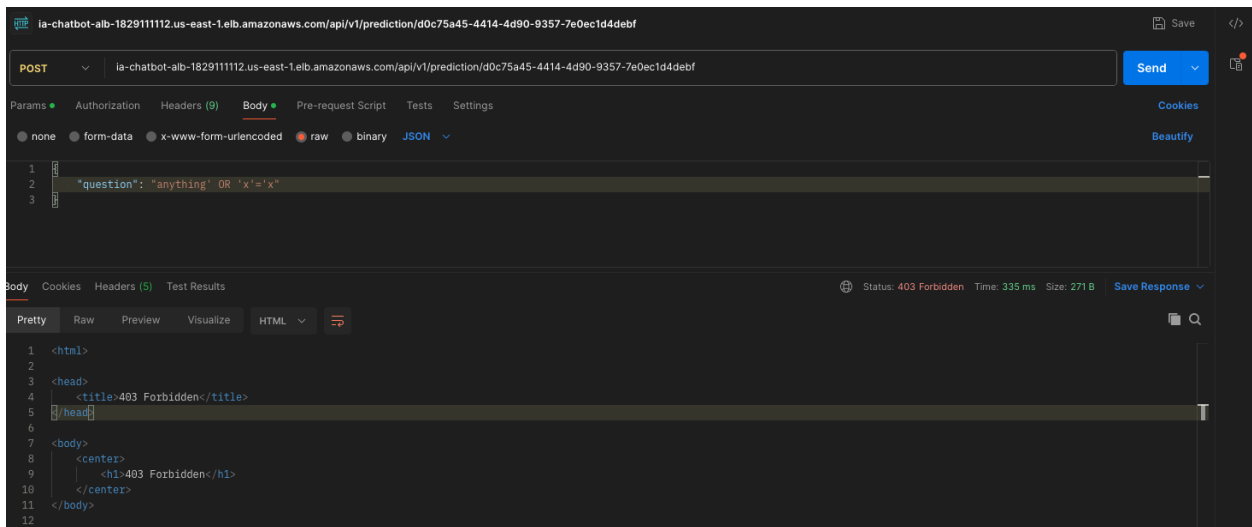 HTTP ia-chatbot-alb-1829111112.us-east-1.elb.amazonaws.com/api/v1/prediction/d0c75a45-4414-4d90-9357-7e0ec1d4debf Save </>
POST ia-chatbot-alb-1829111112.us-east-1.elb.amazonaws.com/api/v1/prediction/d0c75a45-4414-4d90-9357-7e0ec1d4debf Send
Params Authorization Headers (9) Body Pre-request Script Tests Settings Cookies
none form-data x-www-form-urlencoded raw binary JSON Beautify
1 {
2 "question": "anything' OR 'x'='x"
3 }
Body Cookies Headers (5) Test Results Status: 403 Forbidden Time: 335 ms Size: 271 B Save Response
Pretty Raw Preview Visualize HTML
1 <html>
2
3 <head>
4 <title>403 Forbidden</title>
5 </head>
6
7 <body>
8 <center>
9 <h1>403 Forbidden</h1>
10 </center>
11 </body>
12